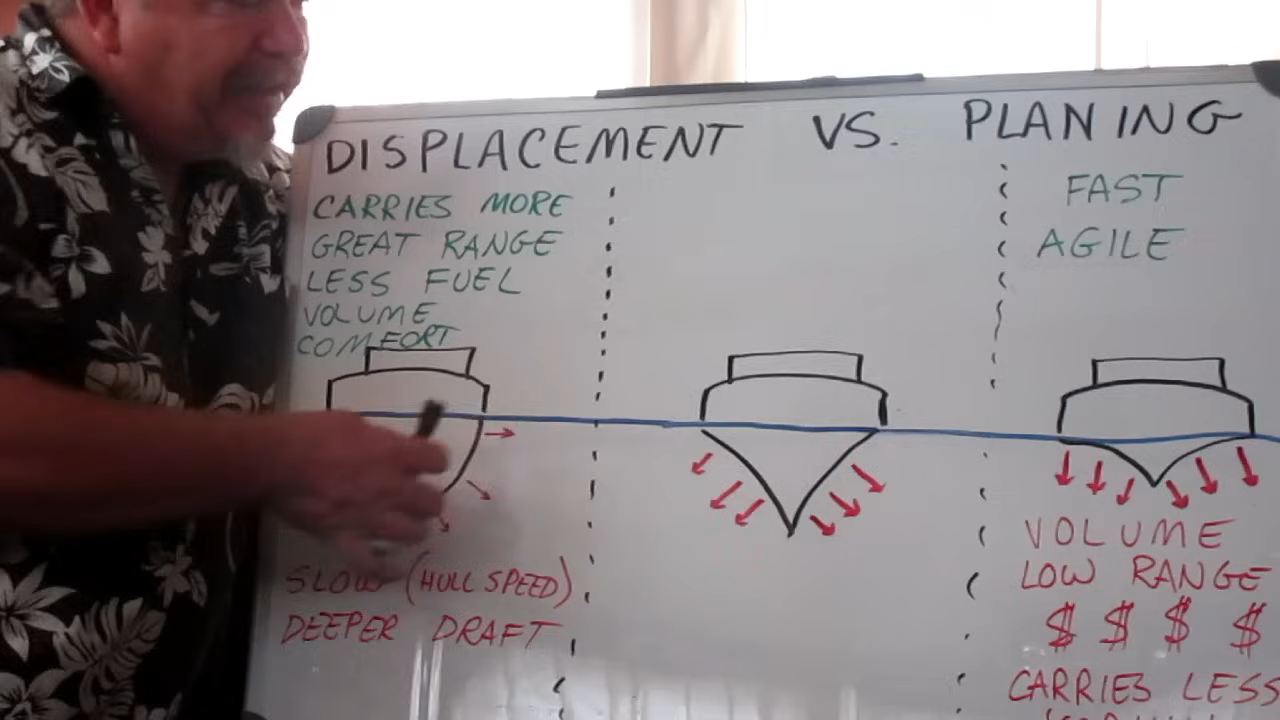 DISPLACEMENT VS. PLANING
CARRIES MORE
GREAT RANGE
LESS FUEL
VOLUME
COMFORT
SLOW (HULL SPEED)
DEEPER DRAFT
FAST
AGILE
VOLUME
LOW RANGE
$ $ $ $
CARRIES LESS